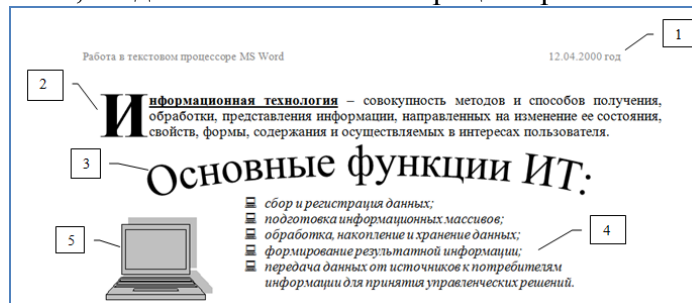 Работа в текстовом процессоре MS Word 12.04.2000 год
1
2
Информационная технология – совокупность методов и способов получения,
обработки, представления информации, направленных на изменение ее состояния,
свойств, формы, содержания и осуществляемых в интересах пользователя.
3
Основные функции ИТ:
сбор и регистрация данных;
подготовка информационных массивов;
обработка, накопление и хранение данных;
4
5
формирование результатной информации;
передача данных от источников к потребителям
информации для принятия управленческих решений.